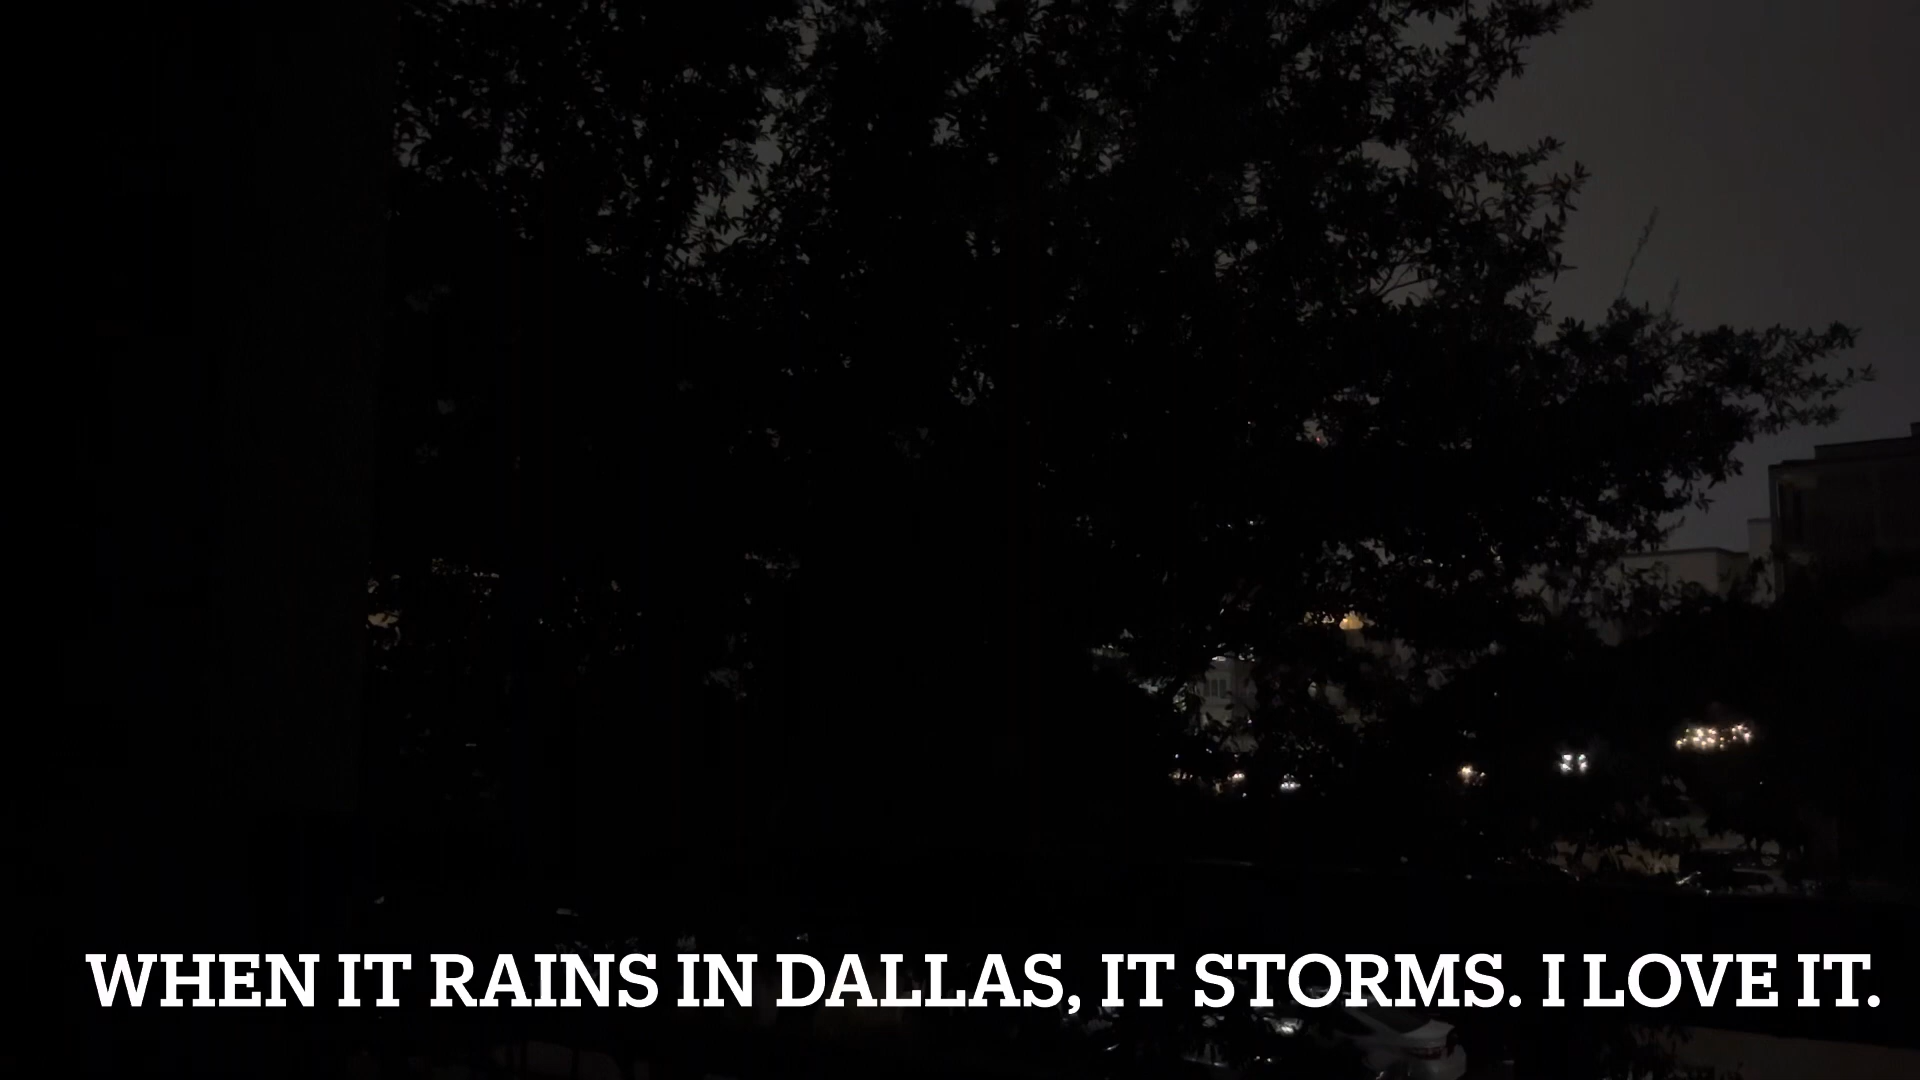 WHEN IT RAINS IN DALLAS, IT STORMS. I LOVE IT.